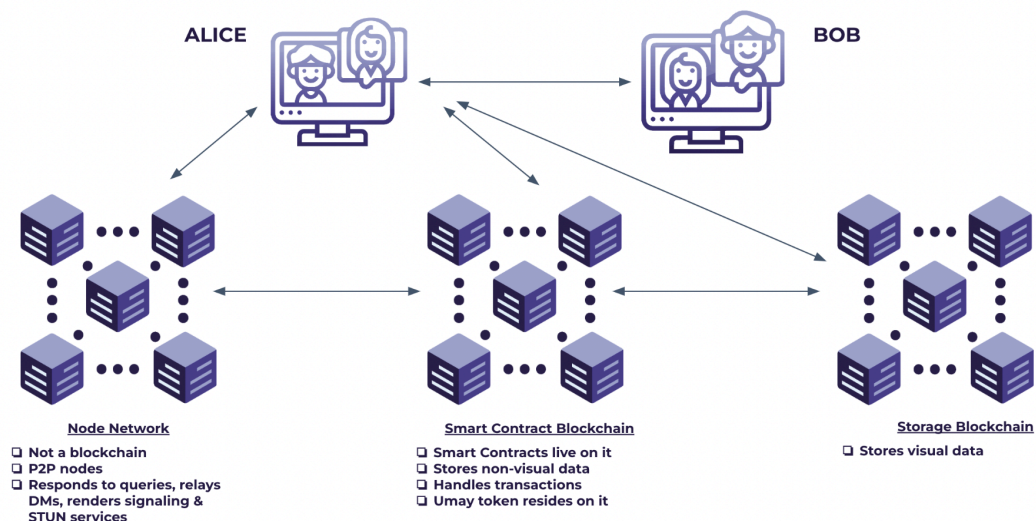 ALICE
BOB
Node Network
❑ Not a blockchain
❑ P2P nodes
❑ Responds to queries, relays
DMs, renders signaling &
STUN services
Smart Contract Blockchain
❑ Smart Contracts live on it
❑ Stores non-visual data
❑ Handles transactions
❑ Umay token resides on it
Storage Blockchain
❑ Stores visual data